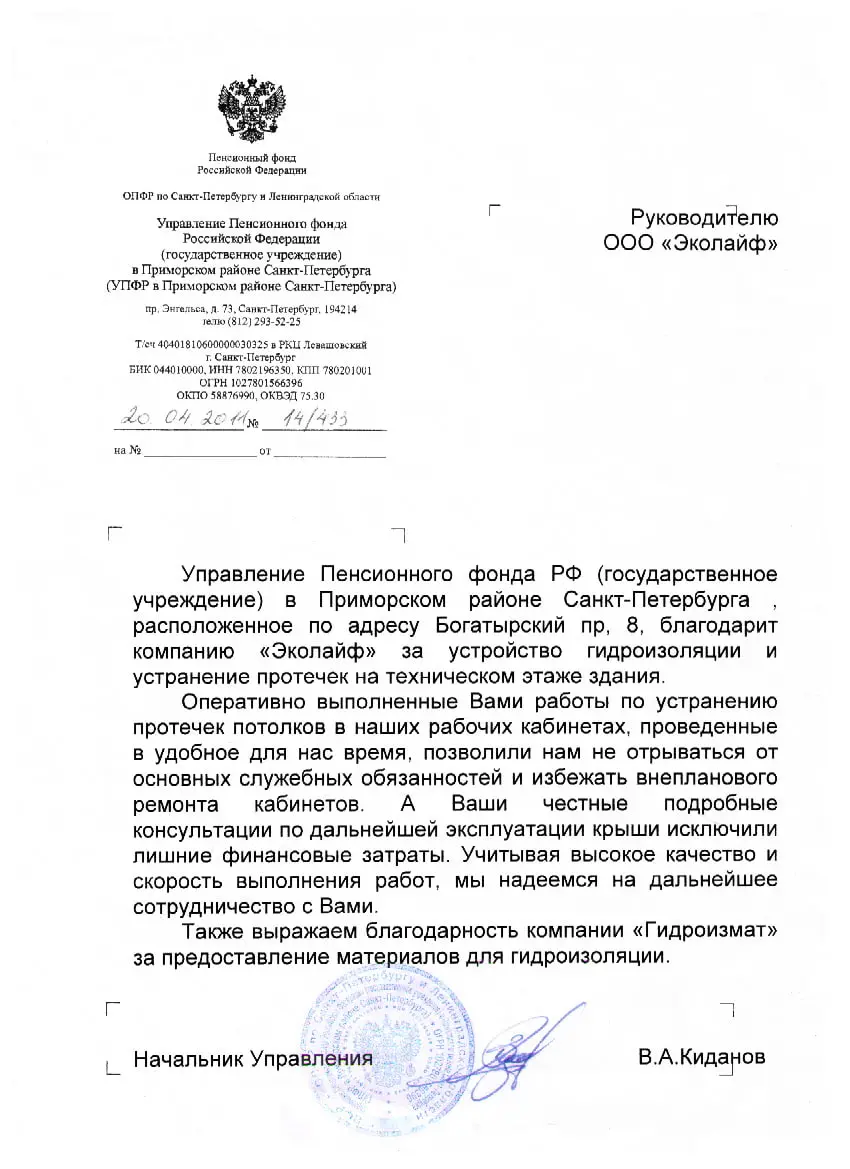 Пенсионный фонд
Российской Федерации
ОПФР по Санкт-Петербургу и Ленинградской области
Управление Пенсионного фонда
Российской Федерации
(государственное учреждение)
в Приморском районе Санкт-Петербурга
(УПФР в Приморском районе Санкт-Петербурга)
пр. Энгельса, д. 73, Санкт-Петербург, 194214
телю (812) 293-52-25
Т/сч 40401810600000030325 в РКЦ Левашовский
г. Санкт-Петербург
БИК 044010000, ИНН 7802196350, КПП 780201001
ОГРН 1027801566396
ОКПО 58876990, ОКВЭД 75.30
20. 04. 2011 № 14/433
на № от
Руководителю
ООО «Эколайф»
Управление Пенсионного фонда РФ (государственное
учреждение) в Приморском районе Санкт-Петербурга ,
расположенное по адресу Богатырский пр, 8, благодарит
компанию «Эколайф» за устройство гидроизоляции и
устранение протечек на техническом этаже здания.
Оперативно выполненные Вами работы по устранению
протечек потолков в наших рабочих кабинетах, проведенные
в удобное для нас время, позволили нам не отрываться от
основных служебных обязанностей и избежать внепланового
ремонта кабинетов. А Ваши честные подробные
консультации по дальнейшей эксплуатации крыши исключили
лишние финансовые затраты. Учитывая высокое качество и
скорость выполнения работ, мы надеемся на дальнейшее
сотрудничество с Вами.
Также выражаем благодарность компании «Гидроизмат»
за предоставление материалов для гидроизоляции.
Начальник Управления В.А.Киданов